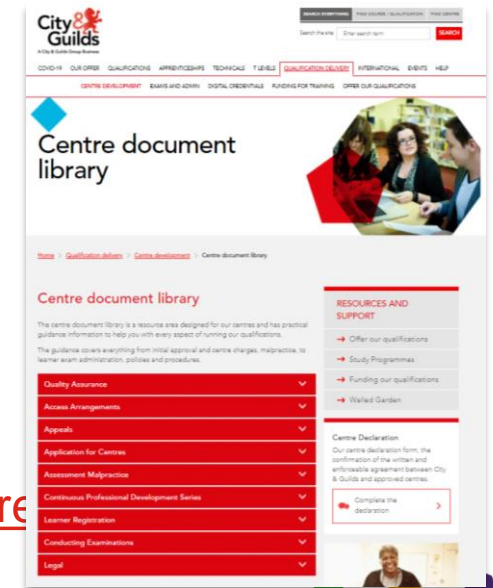 City&
Guilds
A City & Guilds Group Business
SEARCH EVERYTHING
FIND COURSE / QUALIFICATION
FIND CENTRE
Search the site
Enter search term
SEARCH
COVID-19 OUR OFFER QUALIFICATIONS APPRENTICESHIPS TECHNICALS T LEVELS QUALIFICATION DELIVERY INTERNATIONAL EVENTS HELP
CENTRE DEVELOPMENT EXAMS AND ADMIN DIGITAL CREDENTIALS FUNDING FOR TRAINING OFFER OUR QUALIFICATIONS
Centre document
library
Home > Qualification delivery > Centre development > Centre document library
Centre document library
The centre document library is a resource area designed for our centres and has practical
guidance information to help you with every aspect of running our qualifications.
The guidance covers everything from initial approval and centre charges, malpractice, to
learner exam administration, policies and procedures.
Quality Assurance
Access Arrangements
Appeals
Application for Centres
Assessment Malpractice
Continuous Professional Development Series
Learner Registration
Conducting Examinations
Legal
RESOURCES AND
SUPPORT
Offer our qualifications
Study Programmes
Funding our qualifications
Walled Garden
Centre Declaration
Our centre declaration form, the
confirmation of the written and
enforceable agreement between City
& Guilds and approved centres.
Complete the
declaration
re